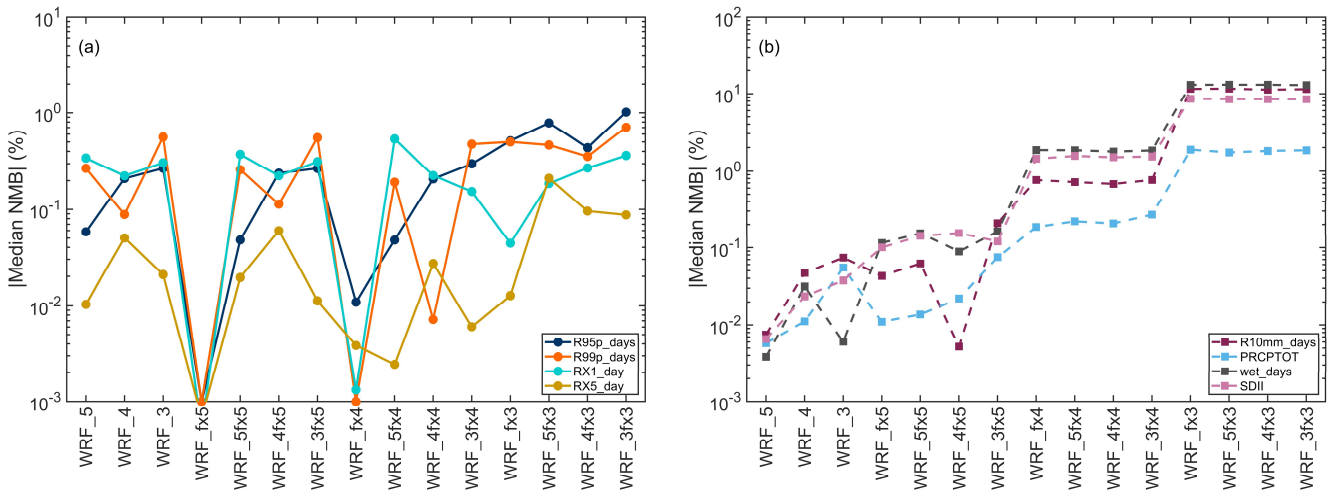 (a)
|Median NMB| (%)
10^1
10^0
10^-1
10^-2
10^-3
R95p_days
R99p_days
RX1_day
RX5_day
WRF_5
WRF_4
WRF_3
WRF_fx5
WRF_5fx5
WRF_4fx5
WRF_3fx5
WRF_fx4
WRF_5fx4
WRF_4fx4
WRF_3fx4
WRF_fx3
WRF_5fx3
WRF_4fx3
WRF_3fx3
(b)
|Median NMB| (%)
10^2
10^1
10^0
10^-1
10^-2
10^-3
R10mm_days
PRCPTOT
wet_days
SDII
WRF_5
WRF_4
WRF_3
WRF_fx5
WRF_5fx5
WRF_4fx5
WRF_3fx5
WRF_fx4
WRF_5fx4
WRF_4fx4
WRF_3fx4
WRF_fx3
WRF_5fx3
WRF_4fx3
WRF_3fx3